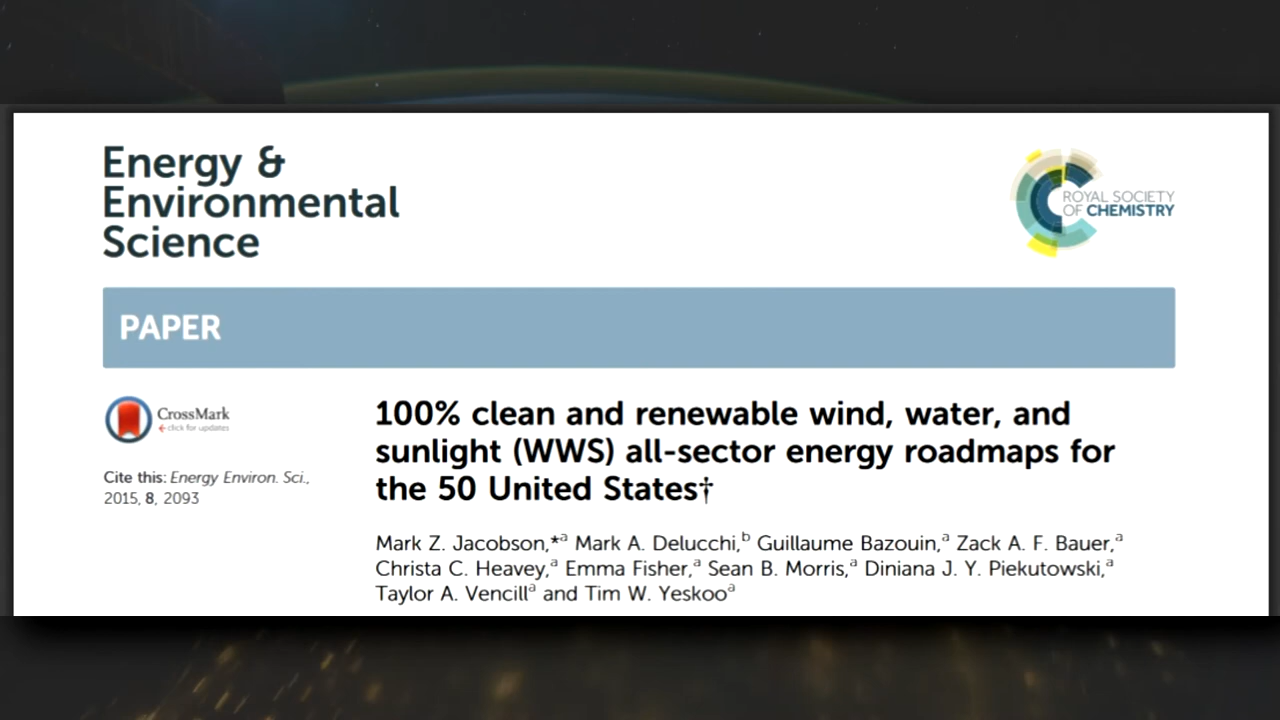 Energy &
Environmental
Science
ROYAL SOCIETY
OF CHEMISTRY
PAPER
CrossMark
click for updates
Cite this: Energy Environ. Sci.,
2015, 8, 2093
100% clean and renewable wind, water, and
sunlight (WWS) all-sector energy roadmaps for
the 50 United States†
Mark Z. Jacobson,*ᵃ Mark A. Delucchi,ᵇ Guillaume Bazouin,ᵃ Zack A. F. Bauer,ᵃ
Christa C. Heavey,ᵃ Emma Fisher,ᵃ Sean B. Morris,ᵃ Diniana J. Y. Piekutowski,ᵃ
Taylor A. Vencillᵃ and Tim W. Yeskooᵃ